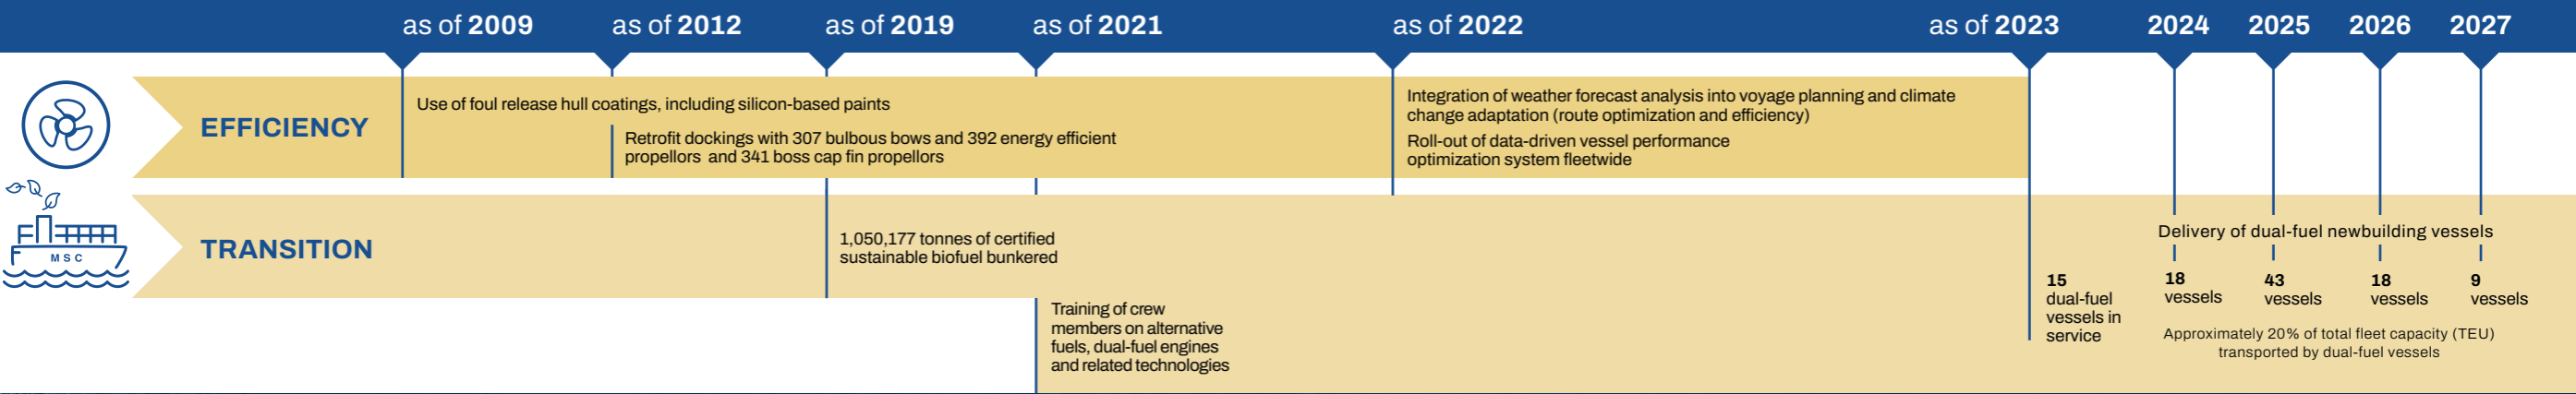 as of 2009
as of 2012
as of 2019
as of 2021
as of 2022
as of 2023
2024
2025
2026
2027
EFFICIENCY
Use of foul release hull coatings, including silicon-based paints
Retrofit dockings with 307 bulbous bows and 392 energy efficient
propellors and 341 boss cap fin propellors
Integration of weather forecast analysis into voyage planning and climate
change adaptation (route optimization and efficiency)
Roll-out of data-driven vessel performance
optimization system fleetwide
MSC
TRANSITION
1,050,177 tonnes of certified
sustainable biofuel bunkered
Training of crew
members on alternative
fuels, dual-fuel engines
and related technologies
15
dual-fuel
vessels in
service
Delivery of dual-fuel newbuilding vessels
18
vessels
43
vessels
18
vessels
9
vessels
Approximately 20% of total fleet capacity (TEU)
transported by dual-fuel vessels